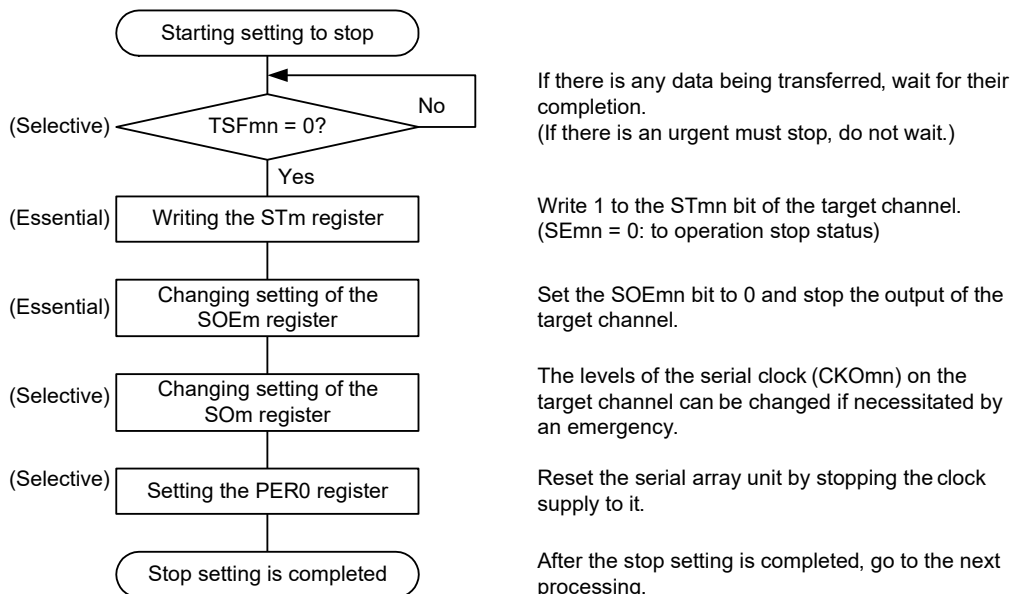 Starting setting to stop
If there is any data being transferred, wait for their
completion.
(If there is an urgent must stop, do not wait.)
(Selective)
TSFmn = 0?
No
Yes
(Essential)
Writing the STm register
Write 1 to the STmn bit of the target channel.
(SEmn = 0: to operation stop status)
(Essential)
Changing setting of the
SOEm register
Set the SOEmn bit to 0 and stop the output of the
target channel.
(Selective)
Changing setting of the
SOm register
The levels of the serial clock (CKOmn) on the
target channel can be changed if necessitated by
an emergency.
(Selective)
Setting the PER0 register
Reset the serial array unit by stopping the clock
supply to it.
Stop setting is completed
After the stop setting is completed, go to the next
processing.